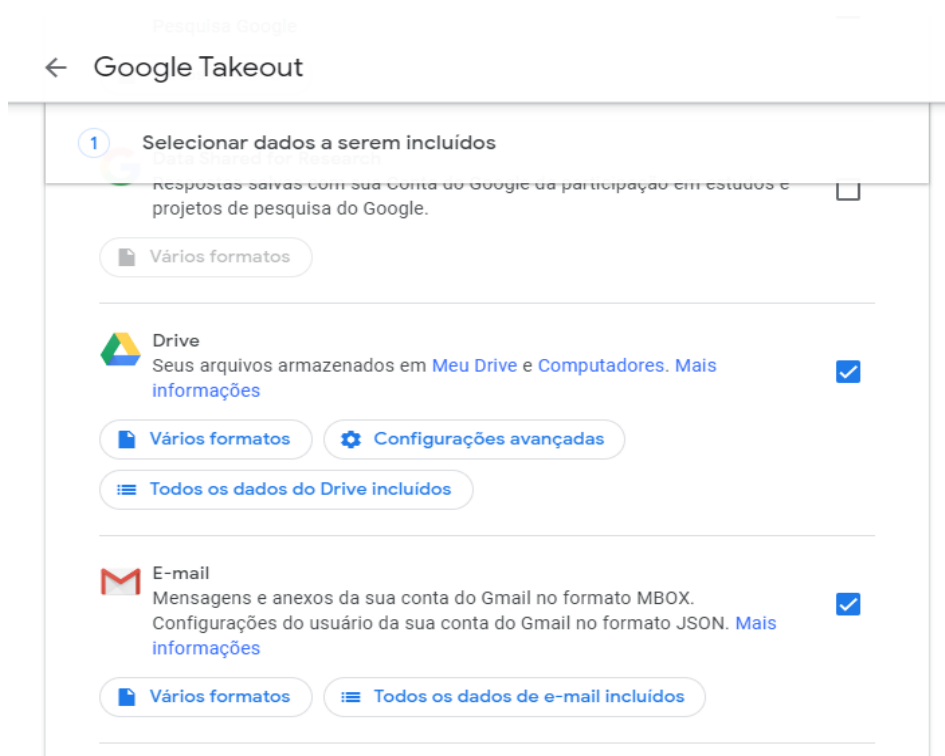 Pesquisa Google
Google Takeout
1 Selecionar dados a serem incluídos
Data Shared for Research
Respostas salvas com sua Conta do Google da participação em estudos e
projetos de pesquisa do Google.
Vários formatos
Drive
Seus arquivos armazenados em Meu Drive e Computadores. Mais
informações
Vários formatos Configurações avançadas
Todos os dados do Drive incluídos
E-mail
Mensagens e anexos da sua conta do Gmail no formato MBOX.
Configurações do usuário da sua conta do Gmail no formato JSON. Mais
informações
Vários formatos Todos os dados de e-mail incluídos